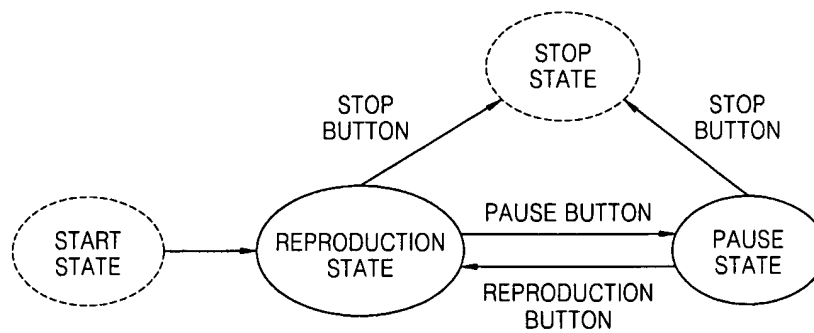 STOP
STATE
STOP
BUTTON
STOP
BUTTON
START
STATE
REPRODUCTION
STATE
PAUSE BUTTON
REPRODUCTION
BUTTON
PAUSE
STATE